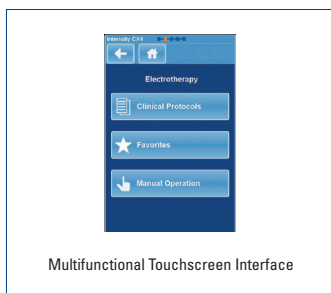 Intensity CX4
Electrotherapy
Clinical Protocols
Favorites
Manual Operation
Multifunctional Touchscreen Interface